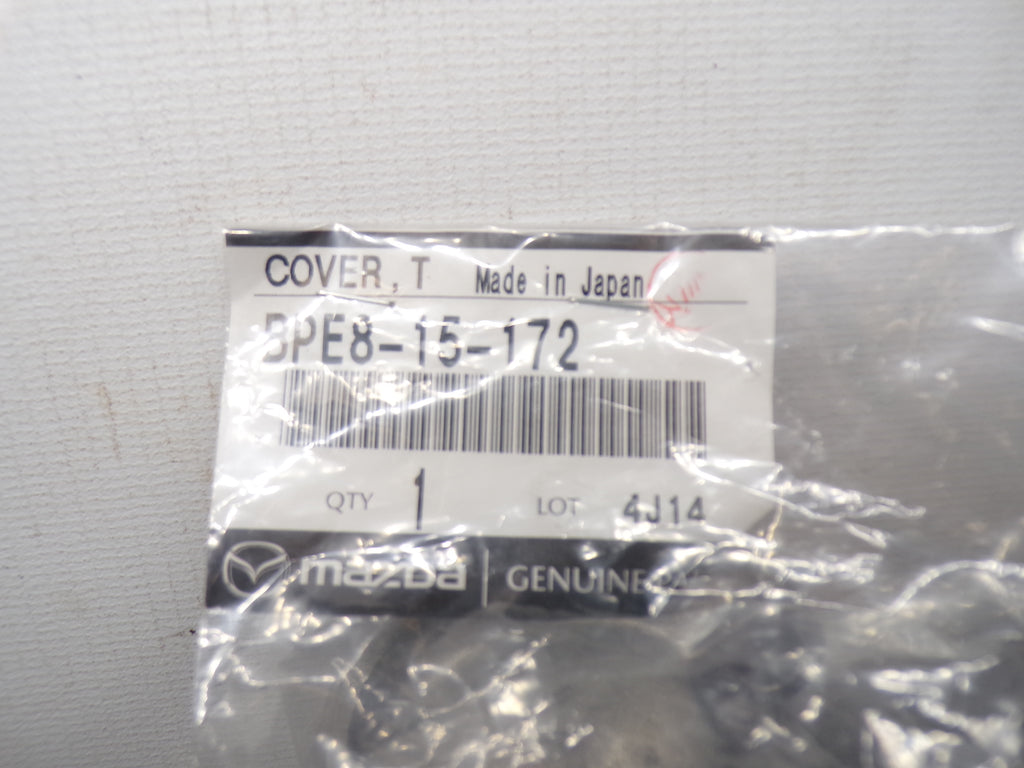 COVER, T Made in Japan
BPE8-15-172
QTY 1 LOT 4J14
mazda GENUINE